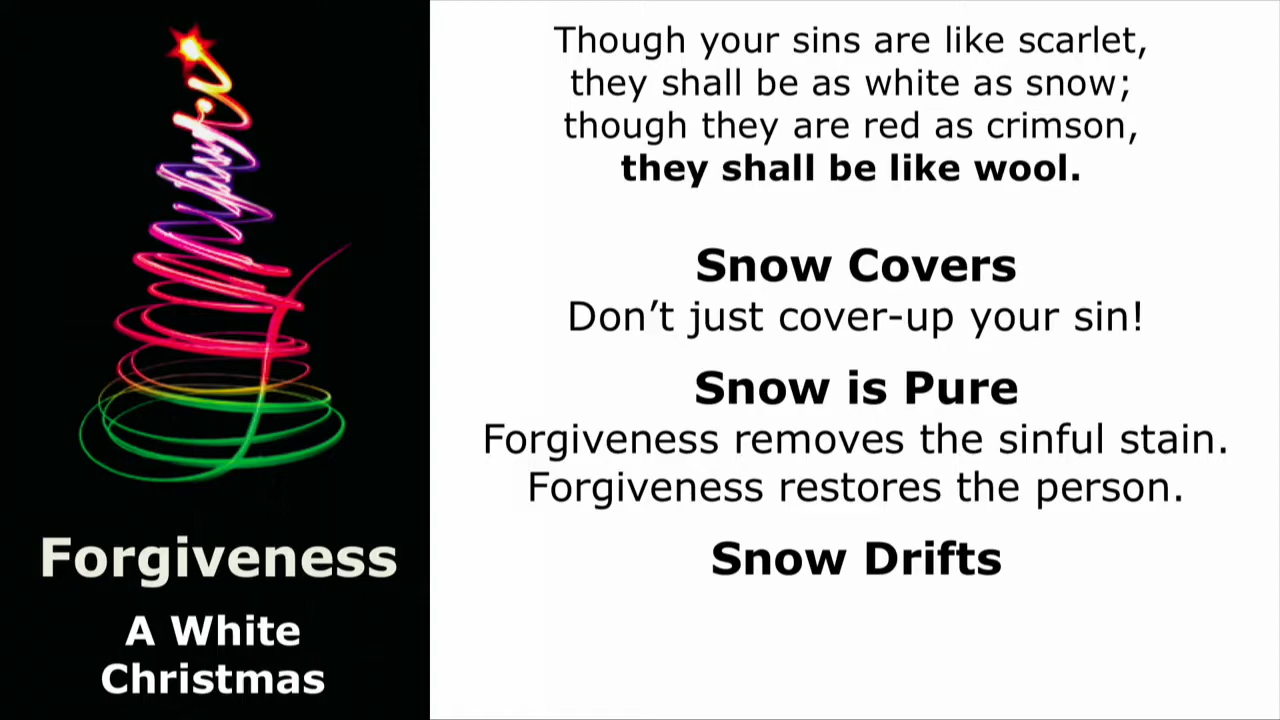 Though your sins are like scarlet,
they shall be as white as snow;
though they are red as crimson,
they shall be like wool.
Snow Covers
Don’t just cover-up your sin!
Snow is Pure
Forgiveness removes the sinful stain.
Forgiveness restores the person.
Snow Drifts
Forgiveness
A White
Christmas